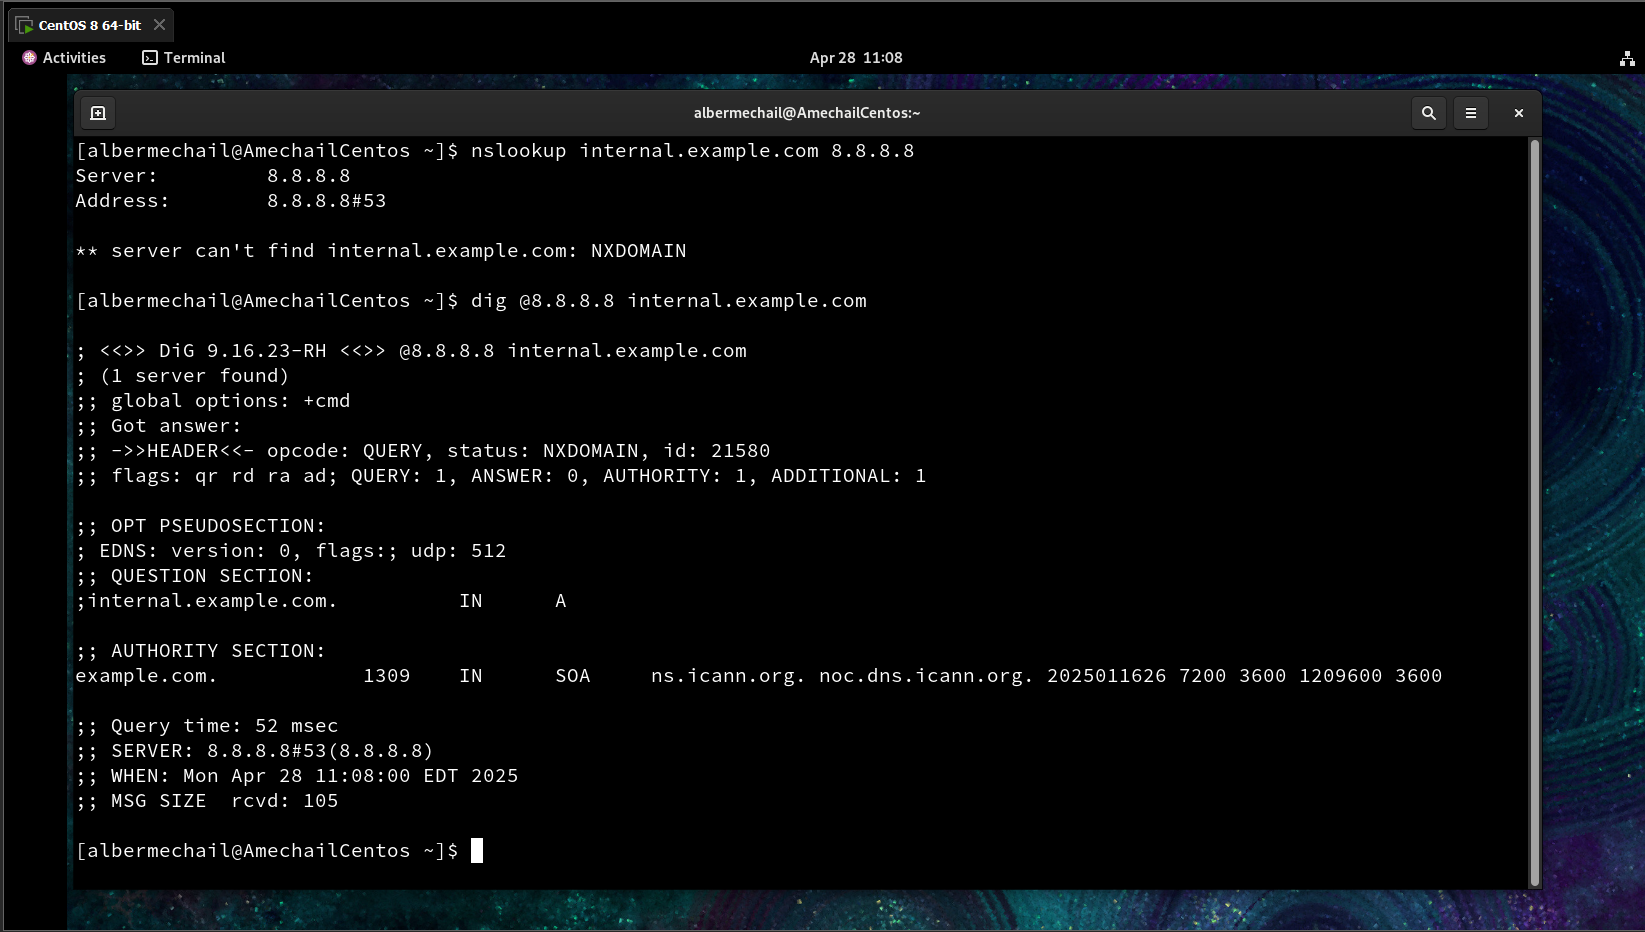 CentOS 8 64-bit
Activities Terminal Apr 28 11:08
albermechail@AmechailCentos:~
[albermechail@AmechailCentos ~]$ nslookup internal.example.com 8.8.8.8
Server:         8.8.8.8
Address:        8.8.8.8#53
** server can't find internal.example.com: NXDOMAIN
[albermechail@AmechailCentos ~]$ dig @8.8.8.8 internal.example.com
; <<>> DiG 9.16.23-RH <<>> @8.8.8.8 internal.example.com
; (1 server found)
;; global options: +cmd
;; Got answer:
;; ->>HEADER<<- opcode: QUERY, status: NXDOMAIN, id: 21580
;; flags: qr rd ra ad; QUERY: 1, ANSWER: 0, AUTHORITY: 1, ADDITIONAL: 1
;; OPT PSEUDOSECTION:
; EDNS: version: 0, flags:; udp: 512
;; QUESTION SECTION:
;internal.example.com.          IN      A
;; AUTHORITY SECTION:
example.com.            1309    IN      SOA     ns.icann.org. noc.dns.icann.org. 2025011626 7200 3600 1209600 3600
;; Query time: 52 msec
;; SERVER: 8.8.8.8#53(8.8.8.8)
;; WHEN: Mon Apr 28 11:08:00 EDT 2025
;; MSG SIZE  rcvd: 105
[albermechail@AmechailCentos ~]$